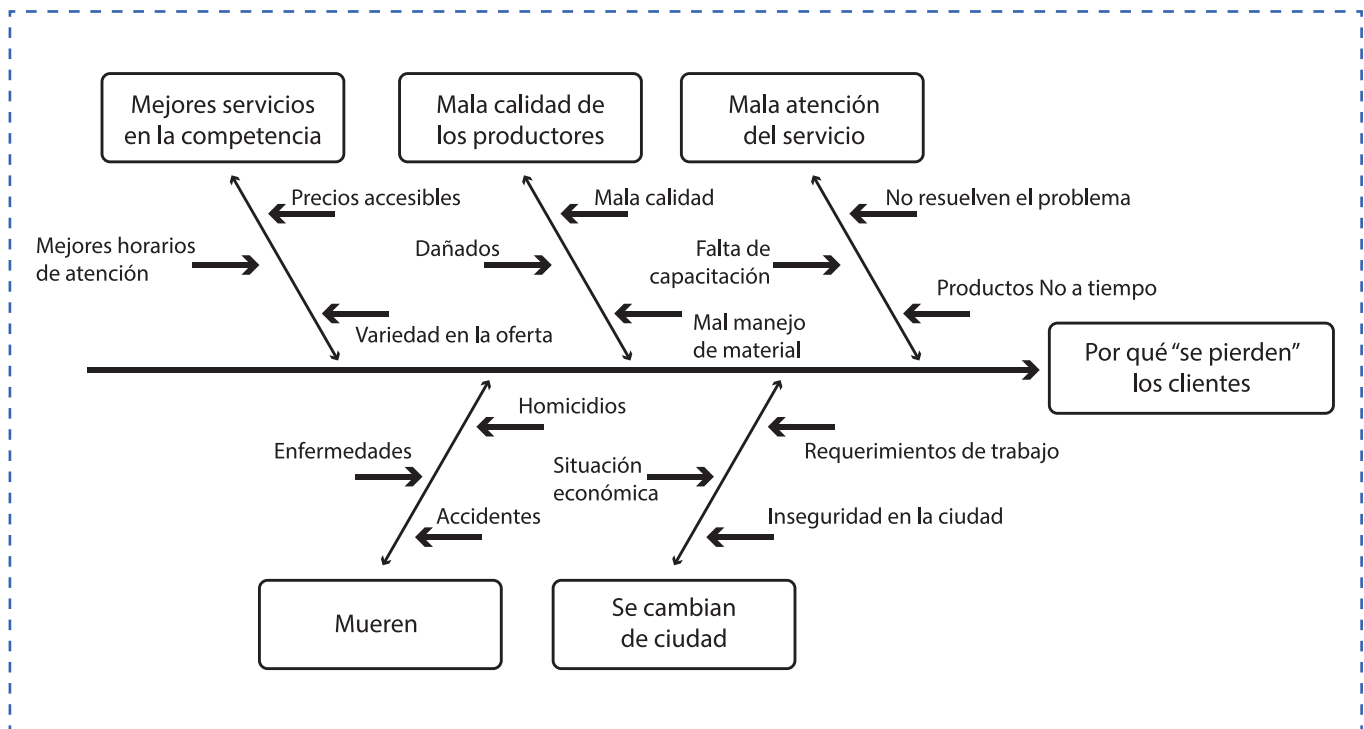 Mejores servicios
en la competencia
Mala calidad de
los productores
Mala atención
del servicio
Precios accesibles
Mejores horarios
de atención
Variedad en la oferta
Mala calidad
Dañados
Mal manejo
de material
No resuelven el problema
Falta de
capacitación
Productos No a tiempo
Por qué “se pierden”
los clientes
Homicidios
Enfermedades
Accidentes
Mueren
Requerimientos de trabajo
Situación
económica
Inseguridad en la ciudad
Se cambian
de ciudad